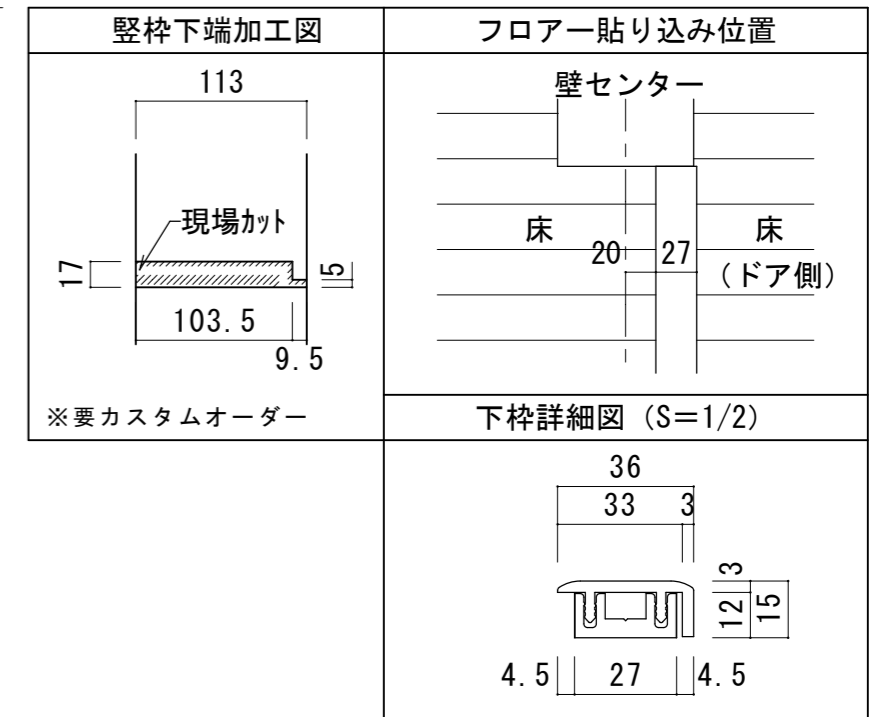 竪枠下端加工図
113
現場ｶｯﾄ
17
5
103.5
9.5
※要カスタムオーダー
フロアー貼り込み位置
壁センター
床
床
20
27
(ドア側)
下枠詳細図 (S=1/2)
36
33
3
3
12
15
4.5
27
4.5